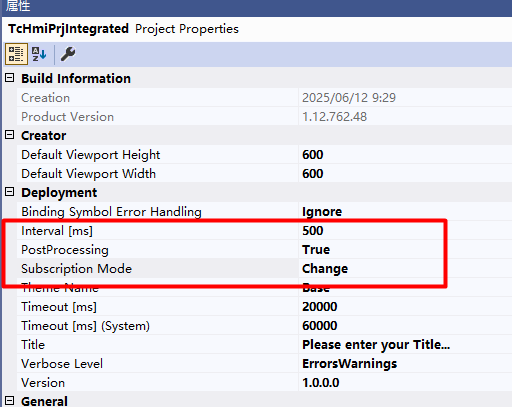 属性
TcHmiPrjIntegrated Project Properties
Build Information
Creation 2025/06/12 9:29
Product Version 1.12.762.48
Creator
Default Viewport Height 600
Default Viewport Width 600
Deployment
Binding Symbol Error Handling Ignore
Interval [ms] 500
PostProcessing True
Subscription Mode Change
Theme Name Base
Timeout [ms] 20000
Timeout [ms] (System) 60000
Title Please enter your Title...
Verbose Level ErrorsWarnings
Version 1.0.0.0
General